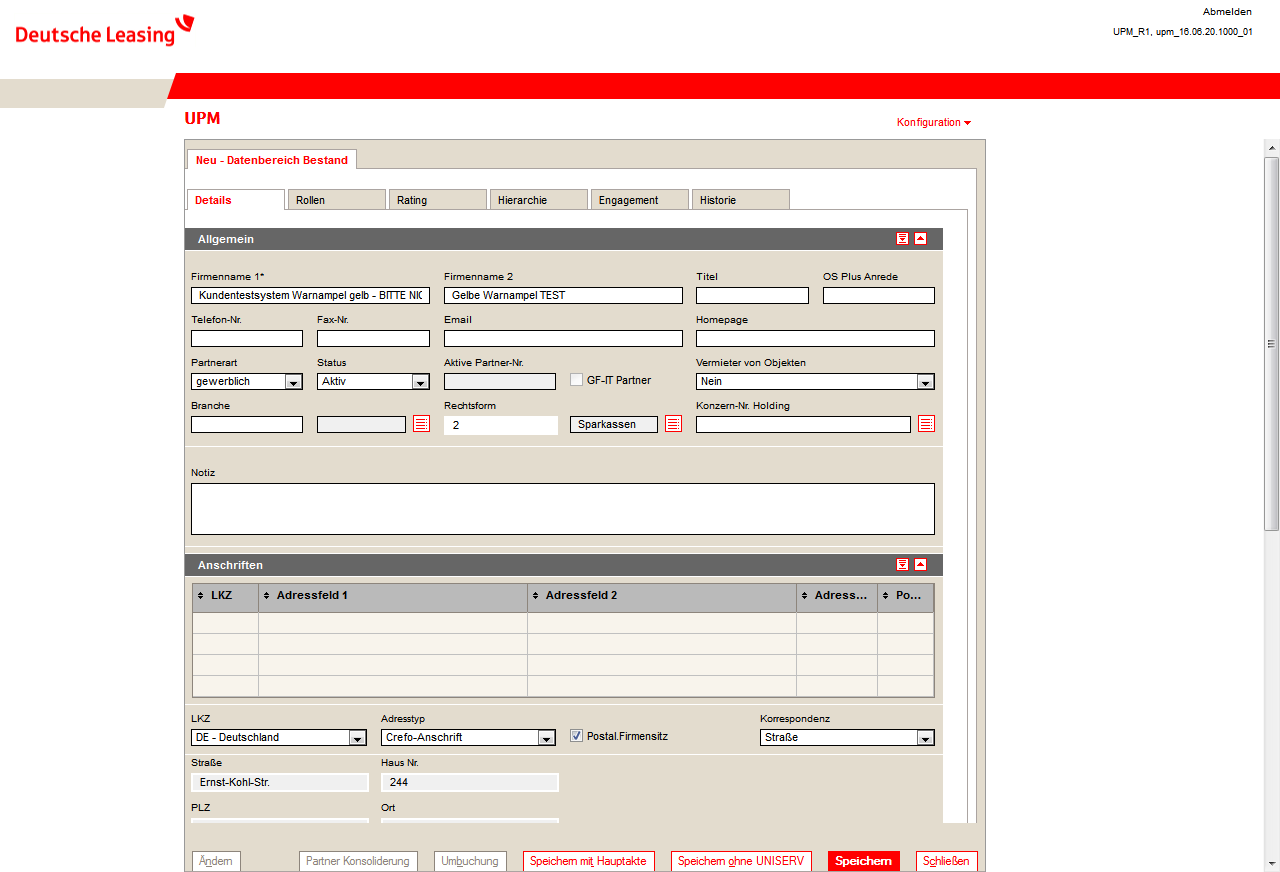 Deutsche Leasing
Abmelden
UPM_R1, upm_16.06.20.1000_01
UPM
Konfiguration
Neu - Datenbereich Bestand
Details Rollen Rating Hierarchie Engagement Historie
Allgemein
Firmenname 1* Firmenname 2 Titel OS Plus Anrede
Kundentestsystem Warnampel gelb - BITTE NIC Gelbe Warnampel TEST
Telefon-Nr. Fax-Nr. Email Homepage
Partnerart Status Aktive Partner-Nr. Vermieter von Objekten
gewerblich Aktiv GF-IT Partner Nein
Branche Rechtsform Konzern-Nr. Holding
2 Sparkassen
Notiz
Anschriften
LKZ Adressfeld 1 Adressfeld 2 Adress... Po...
LKZ Adresstyp Korrespondenz
DE - Deutschland Crefo-Anschrift Postal.Firmensitz Straße
Straße Haus Nr.
Ernst-Kohl-Str. 244
PLZ Ort
Ändern Partner Konsolidierung Umbuchung Speichern mit Hauptakte Speichern ohne UNISERV Speichern Schließen